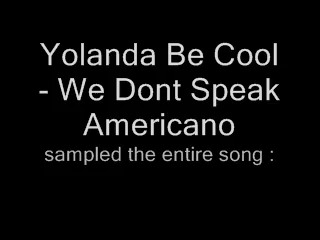 Yolanda Be Cool
- We Dont Speak
Americano
sampled the entire song :